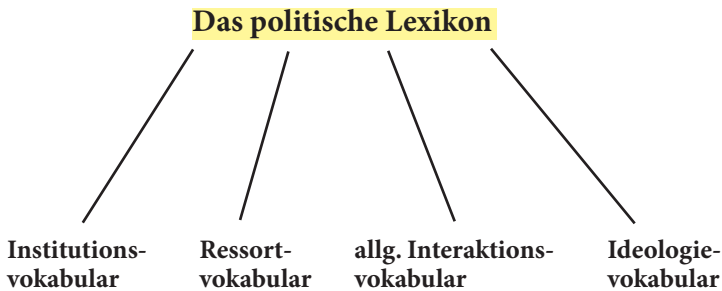 Das politische Lexikon
Institutions-
vokabular
Ressort-
vokabular
allg. Interaktions-
vokabular
Ideologie-
vokabular